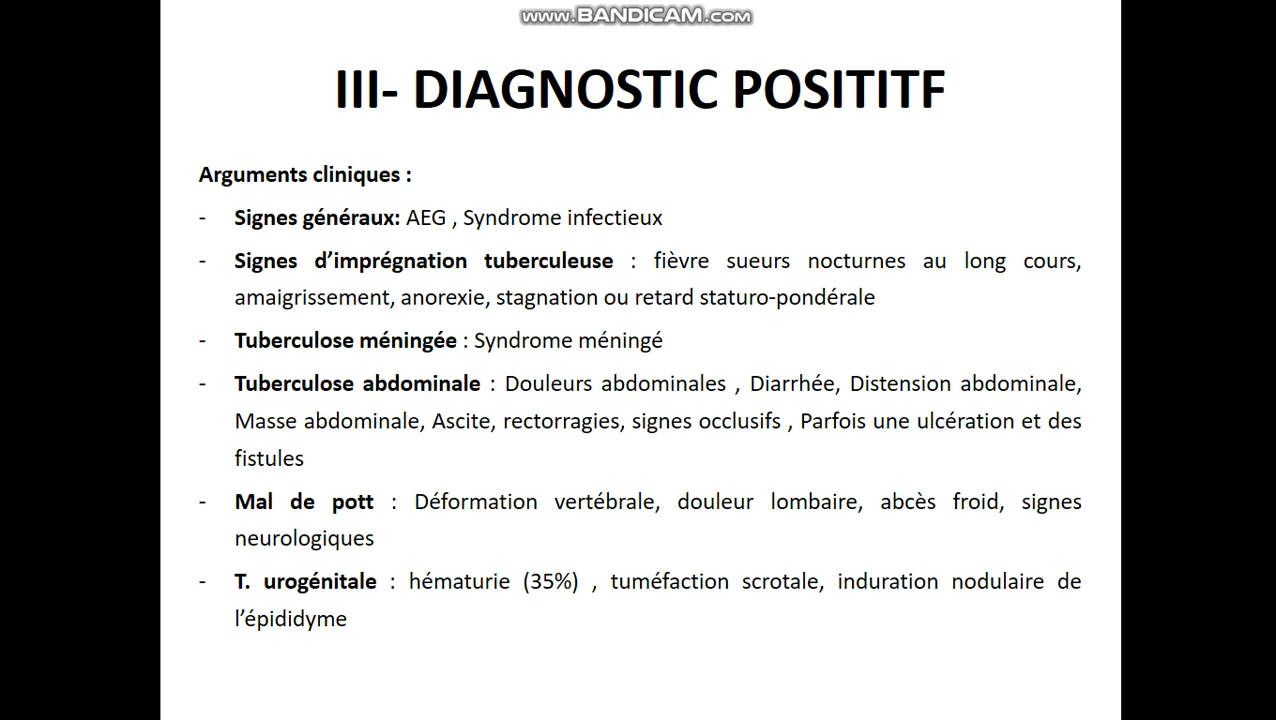 www.BANDICAM.com
III- DIAGNOSTIC POSITITF
Arguments cliniques :
- Signes généraux: AEG , Syndrome infectieux
- Signes d’imprégnation tuberculeuse : fièvre sueurs nocturnes au long cours,
amaigrissement, anorexie, stagnation ou retard staturo-pondérale
- Tuberculose méningée : Syndrome méningé
- Tuberculose abdominale : Douleurs abdominales , Diarrhée, Distension abdominale,
Masse abdominale, Ascite, rectorragies, signes occlusifs , Parfois une ulcération et des
fistules
- Mal de pott : Déformation vertébrale, douleur lombaire, abcès froid, signes
neurologiques
- T. urogénitale : hématurie (35%) , tuméfaction scrotale, induration nodulaire de
l’épididyme